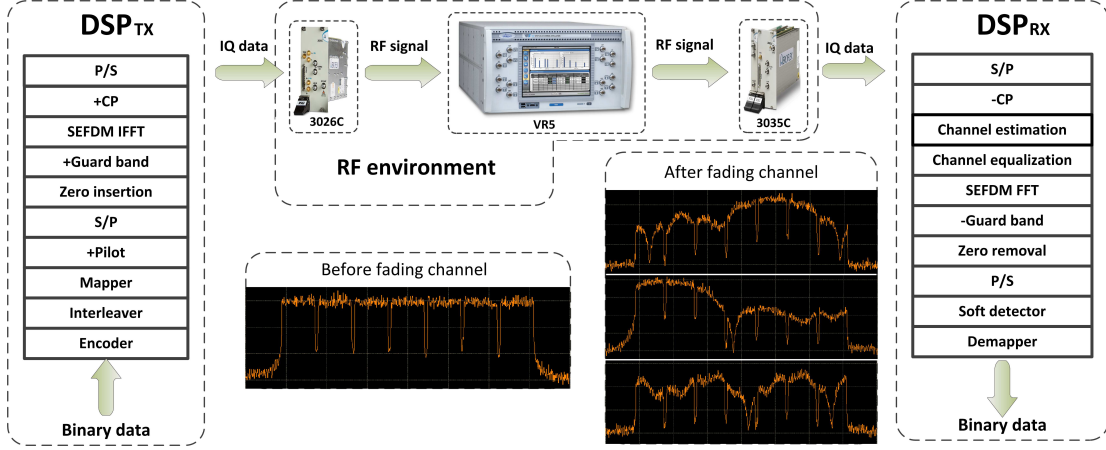 DSPTX
P/S
+CP
SEFDM IFFT
+Guard band
Zero insertion
S/P
+Pilot
Mapper
Interleaver
Encoder
Binary data
IQ data
3026C
RF signal
VR5
RF signal
3035C
IQ data
RF environment
Before fading channel
After fading channel
DSPRX
S/P
-CP
Channel estimation
Channel equalization
SEFDM FFT
-Guard band
Zero removal
P/S
Soft detector
Demapper
Binary data